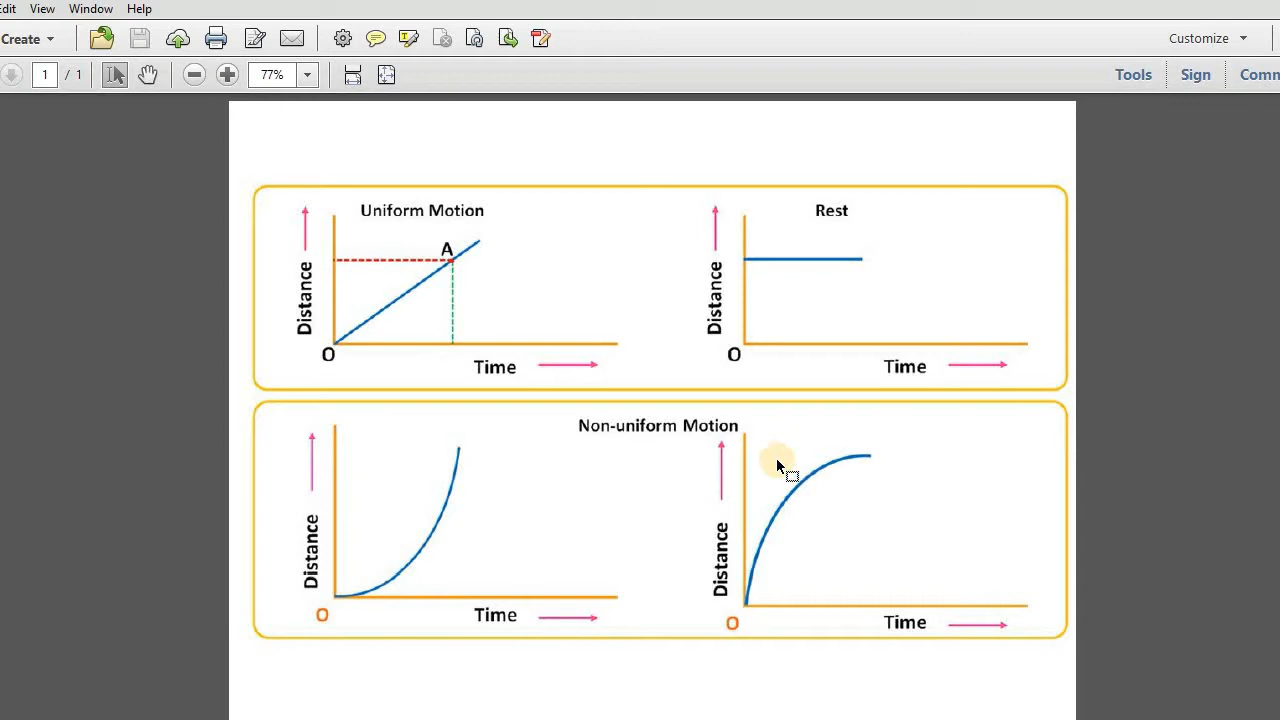 Edit View Window Help
Create Customize
1 / 1 77% Tools Sign
Uniform Motion
A
Distance
O
Time
Rest
Distance
O
Time
Non-uniform Motion
Distance
O
Time
Distance
O
Time